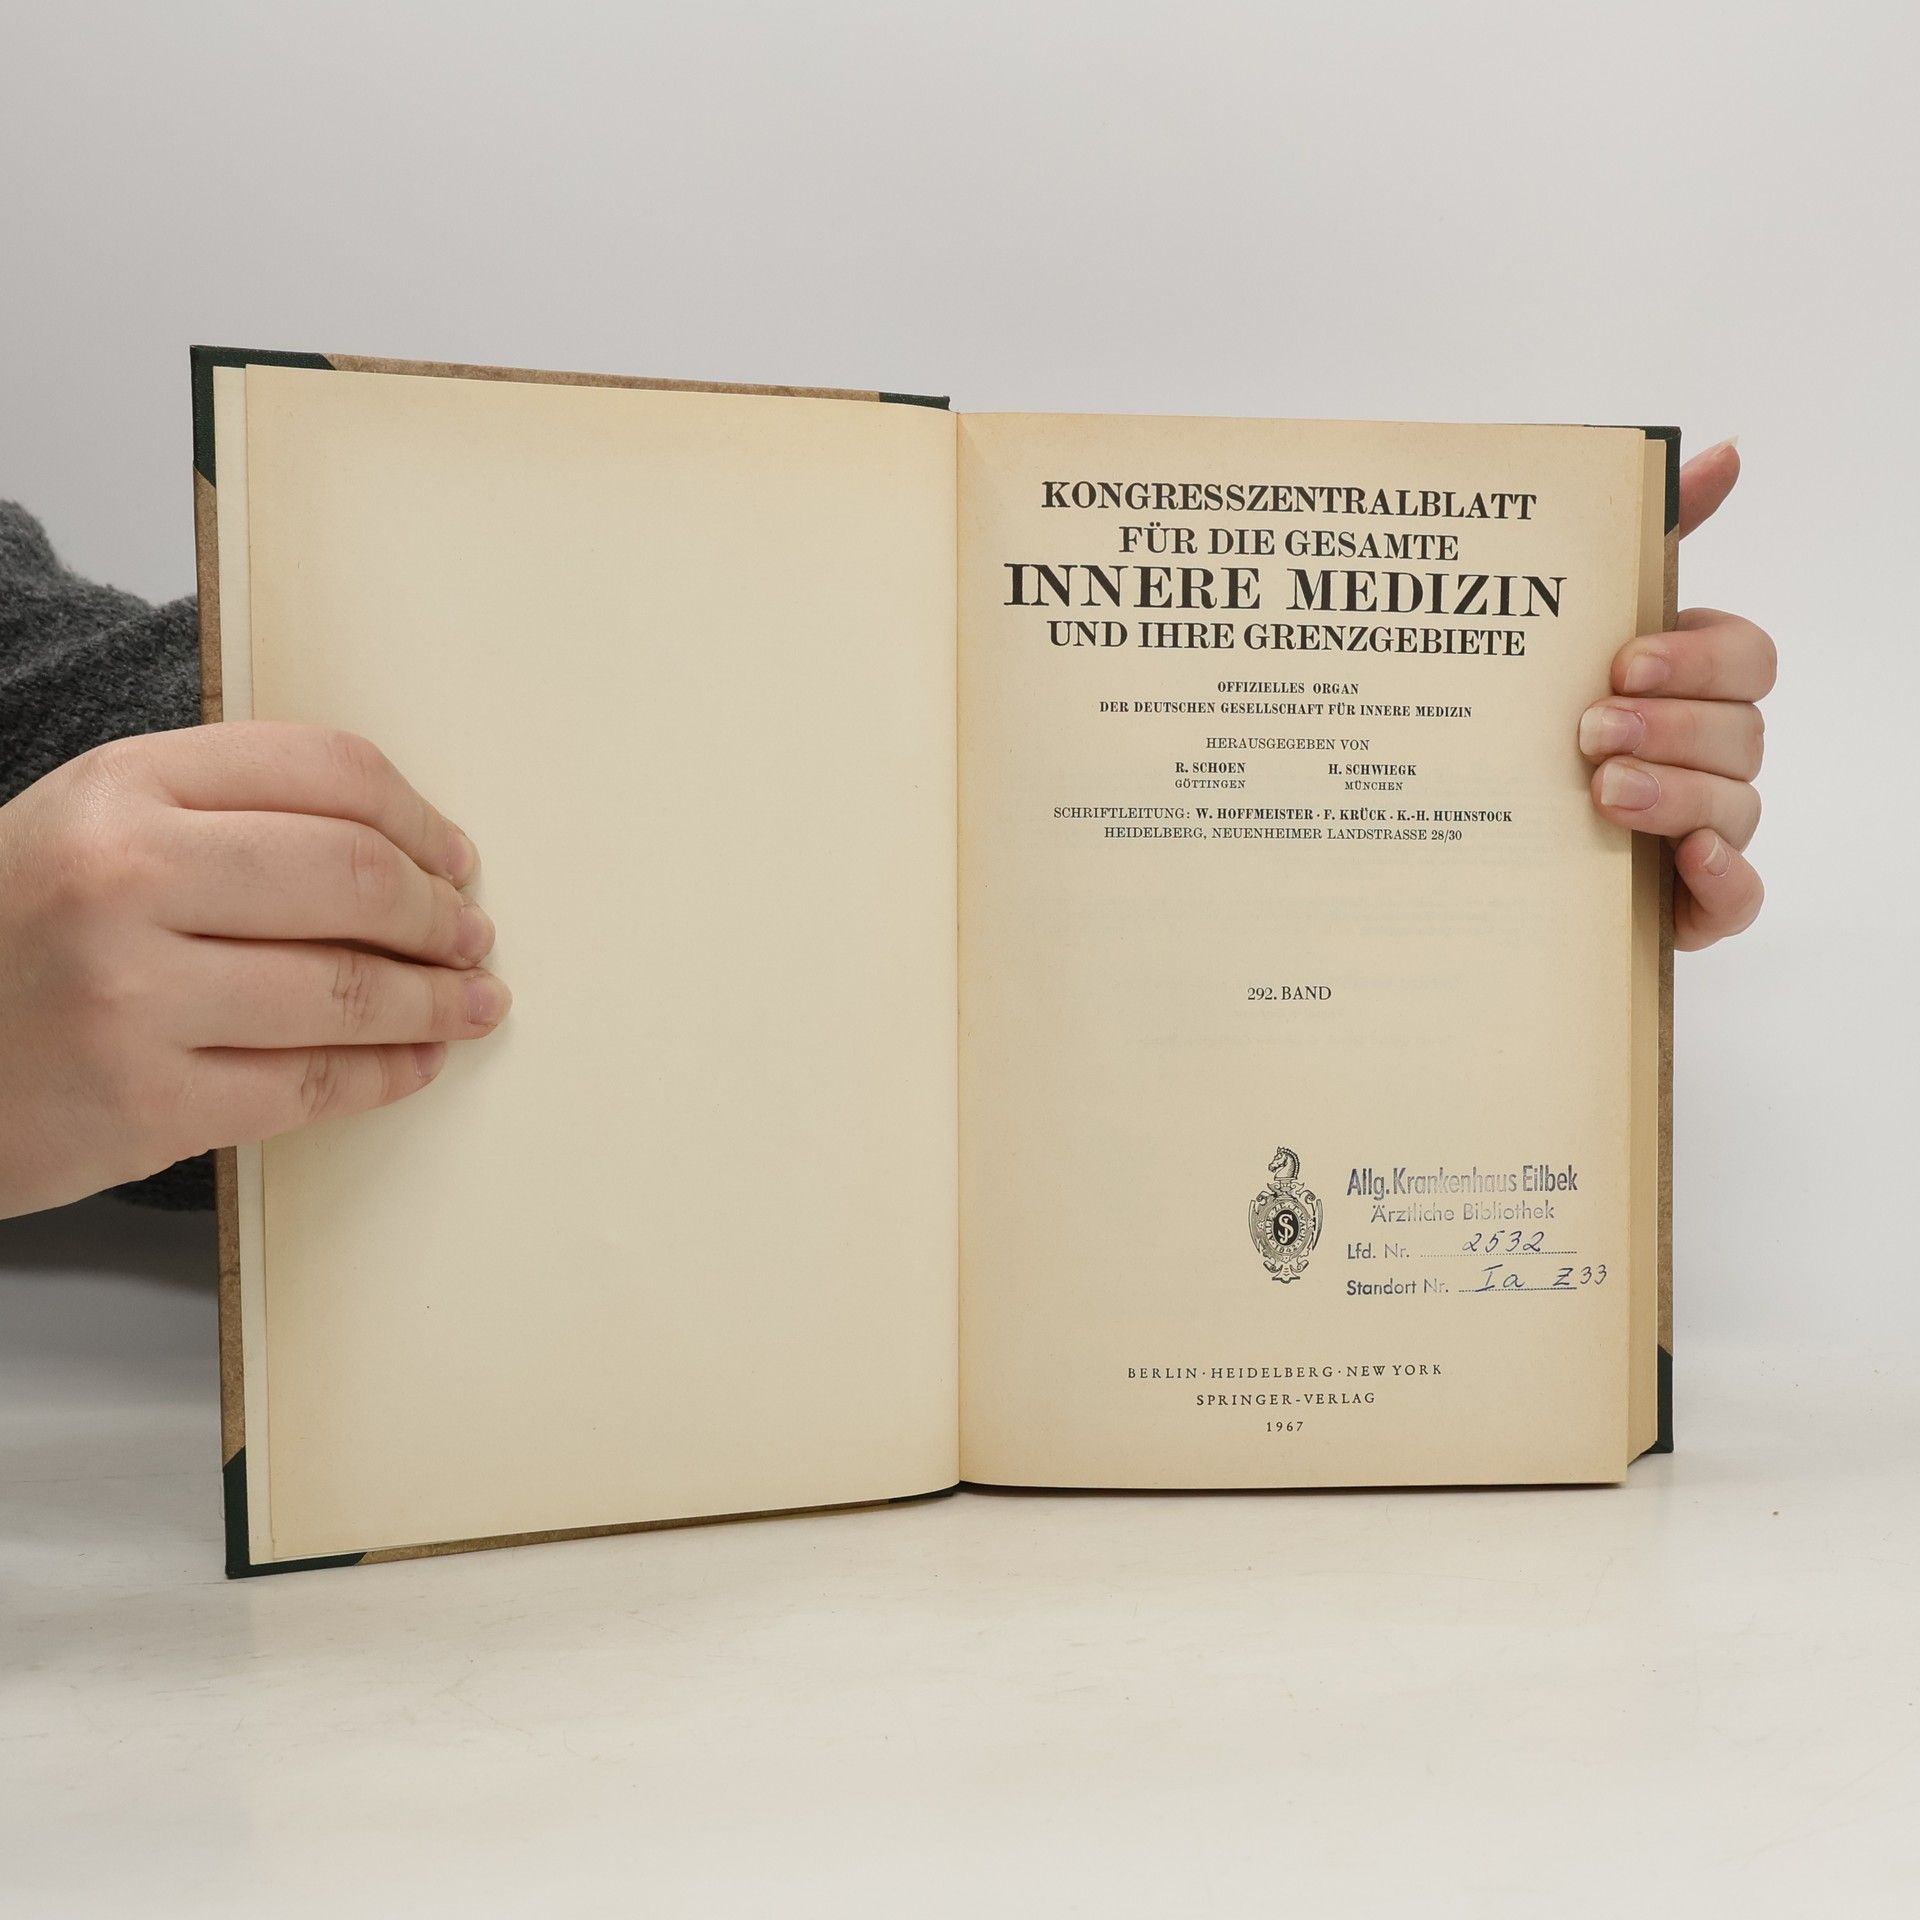 KONGRESSZENTRALBLATT
FÜR DIE GESAMTE
INNERE MEDIZIN
UND IHRE GRENZGEBIETE
OFFIZIELLES ORGAN
DER DEUTSCHEN GESELLSCHAFT FÜR INNERE MEDIZIN
HERAUSGEGEBEN VON
R. SCHOEN H. SCHWIEGK
GÖTTINGEN MÜNCHEN
SCHRIFTLEITUNG: W. HOFFMEISTER · F. KRÜCK · K.-H. HUHNSTOCK
HEIDELBERG, NEUENHEIMER LANDSTRASSE 28/30
292. BAND
Allg. Krankenhaus Eilbek
Ärztliche Bibliothek
Lfd. Nr. 2532
Standort Nr. Ia Z33
BERLIN · HEIDELBERG · NEW YORK
SPRINGER-VERLAG
1967